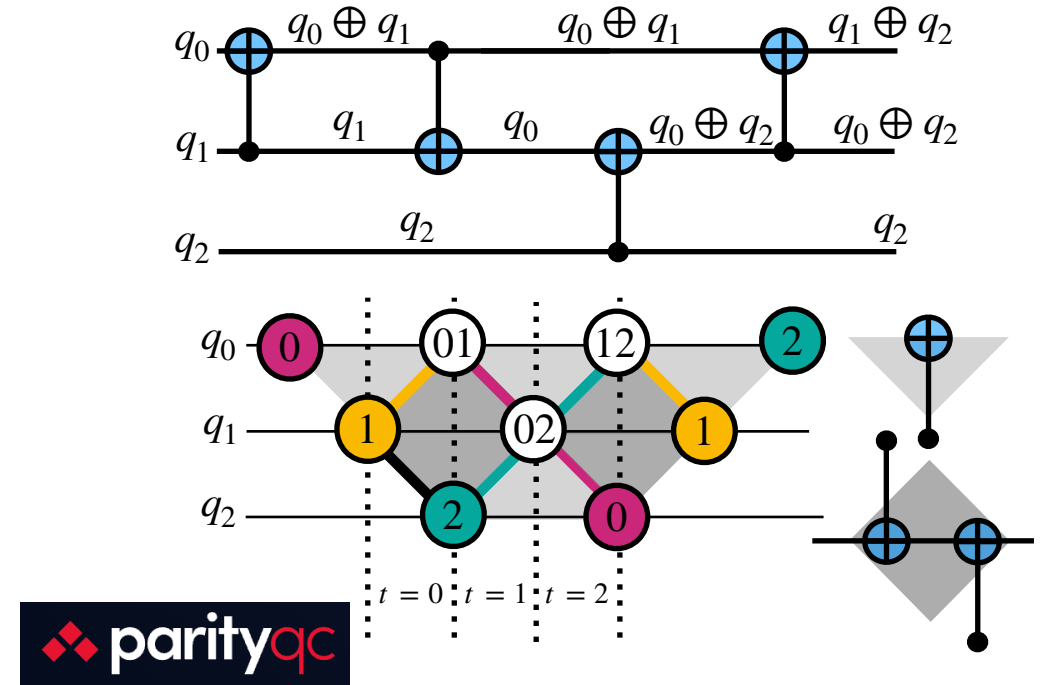 q₀ q₀ ⊕ q₁ q₀ ⊕ q₁ q₁ ⊕ q₂
q₁ q₁ q₀ q₀ ⊕ q₂ q₀ ⊕ q₂
q₂ q₂ q₂
q₀ 0 01 12 2
q₁ 1 02 1
q₂ 2 0
t = 0 t = 1 t = 2
parityqc